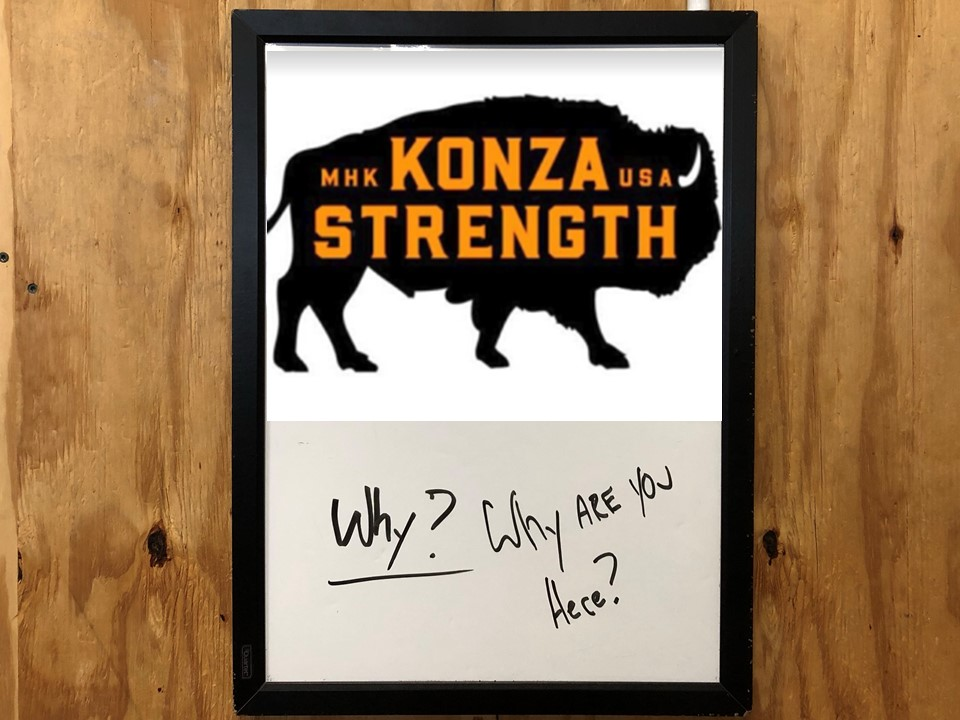 MHK KONZA USA
STRENGTH
Why? Why ARE YOU
Here?